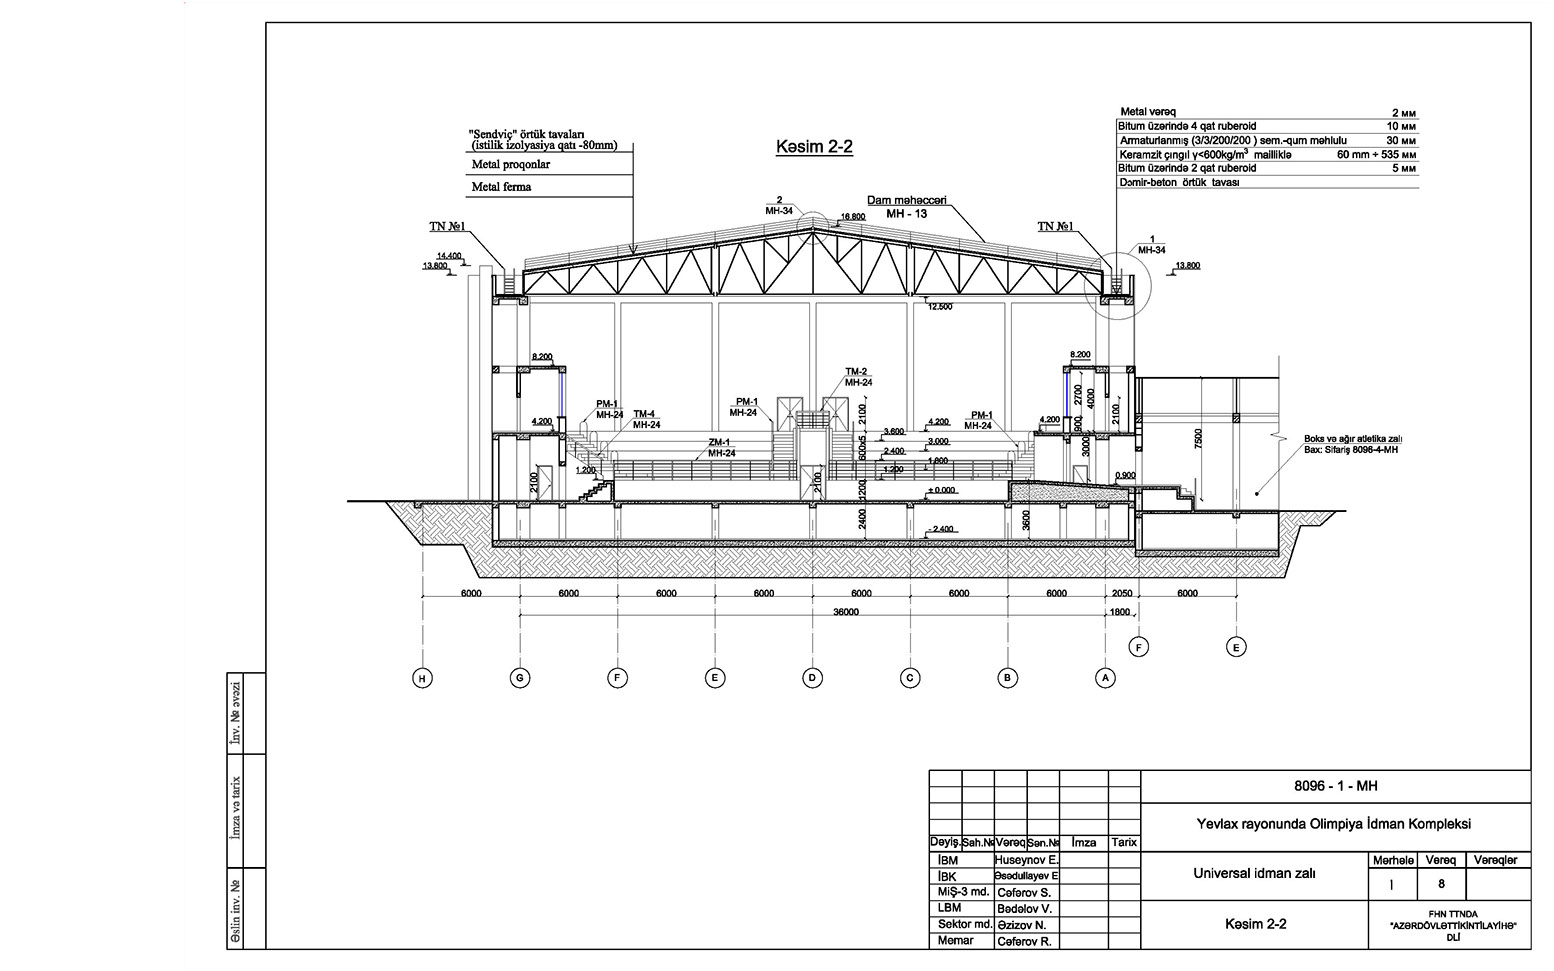 Kəsim 2-2
"Sendviç" örtük tavaları
(istilik izolyasiya qatı -80mm)
Metal proqonlar
Metal ferma
Metal vərəq 2 мм
Bitum üzərində 4 qat ruberoid 10 мм
Armaturlanmış (3/3/200/200 ) sem.-qum məhlulu 30 мм
Keramzit çıngıl γ<600kg/m³ mailliklə 60 mm ÷ 535 мм
Bitum üzərində 2 qat ruberoid 5 мм
Dəmir-beton örtük tavası
2
MH-34
16.800
Dam məhəccəri
MH - 13
TN №1
TN №1
1
MH-34
14.400
13.800
13.800
12.500
8.200
8.200
TM-2
MH-24
PM-1
MH-24
TM-4
MH-24
PM-1
MH-24
PM-1
MH-24
ZM-1
MH-24
4.200
4.200
4.200
3.600
3.000
2.400
1.800
1.200
1.200
0.900
± 0.000
- 2.400
2100
2100
2100
600x5
1200
2400
3600
3000
900
2700
4000
2100
7500
Boks və ağır atletika zalı
Bax: Sifariş 8096-4-MH
6000 6000 6000 6000 6000 6000 6000 2050 6000
36000 1800
F E
H G F E D C B A
İnv. № əvəzi
İmza və tarix
Əslin inv. №
8096 - 1 - MH
Yevlax rayonunda Olimpiya İdman Kompleksi
Dəyiş. Sah.№ Vərəq Sən.№ İmza Tarix
İBM Huseynov E.
İBK Əsədullayev E
MiŞ-3 md. Cəfərov S.
LBM Bədəlov V.
Sektor md. Əzizov N.
Memar Cəfərov R.
Universal idman zalı
Mərhələ Vərəq Vərəqlər
İ 8
Kəsim 2-2
FHN TTNDA
"AZƏRDÖVLƏTTİKİNTİLAYİHƏ"
DLİ